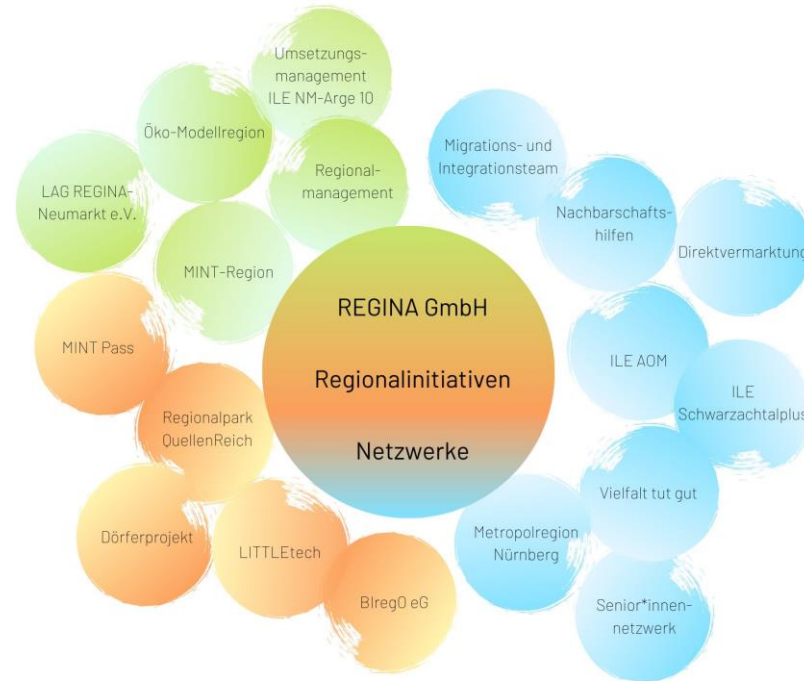 Umsetzungs-
management
ILE NM-Arge 10
Öko-Modellregion
Regional-
management
LAG REGINA-
Neumarkt e.V.
MINT-Region
MINT Pass
Regionalpark
QuellenReich
Dörferprojekt
LITTLEtech
BIregO eG
REGINA GmbH
Regionalinitiativen
Netzwerke
Migrations- und
Integrationsteam
Nachbarschafts-
hilfen
Direktvermarktung
ILE AOM
ILE
Schwarzachtalplus
Vielfalt tut gut
Metropolregion
Nürnberg
Senior*innen-
netzwerk